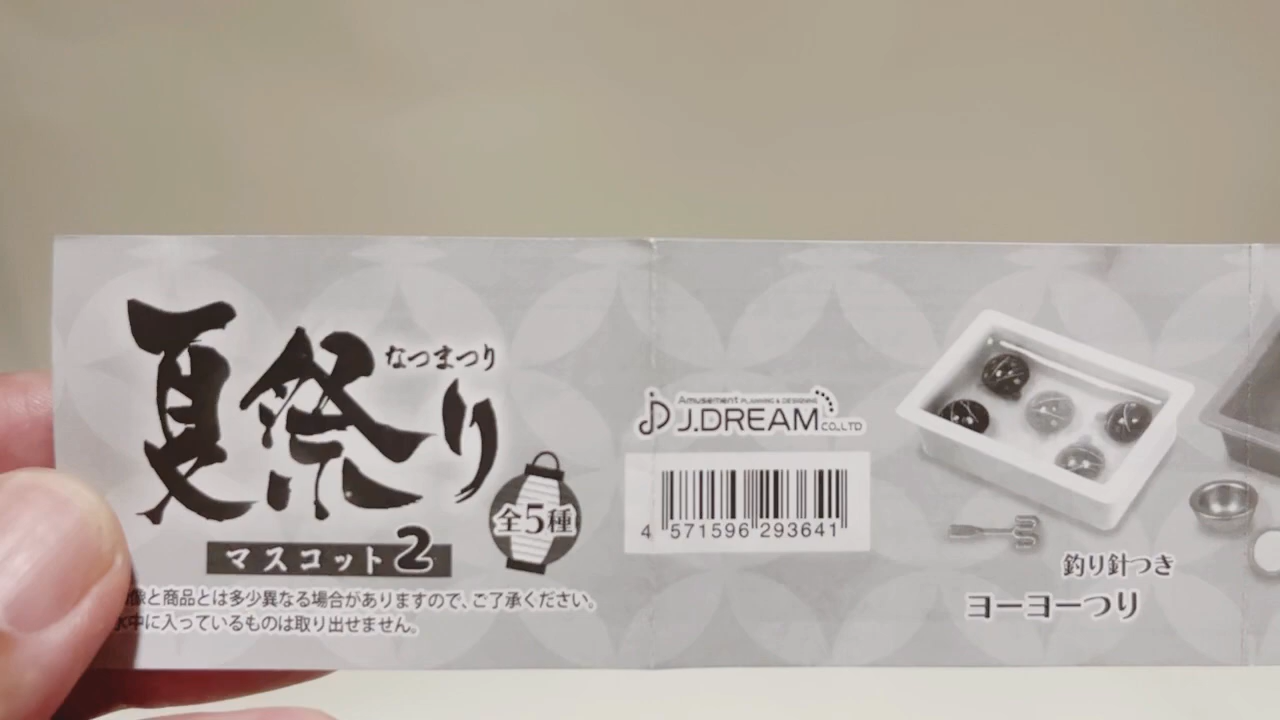 夏祭り
なつまつり
全5種
マスコット2
像と商品とは多少異なる場合がありますので、ご了承ください。
水中に入っているものは取り出せません。
Amusement PLANNING & DESIGNING
J.DREAM CO.,LTD
4 571596 293641
釣り針つき
ヨーヨーつり